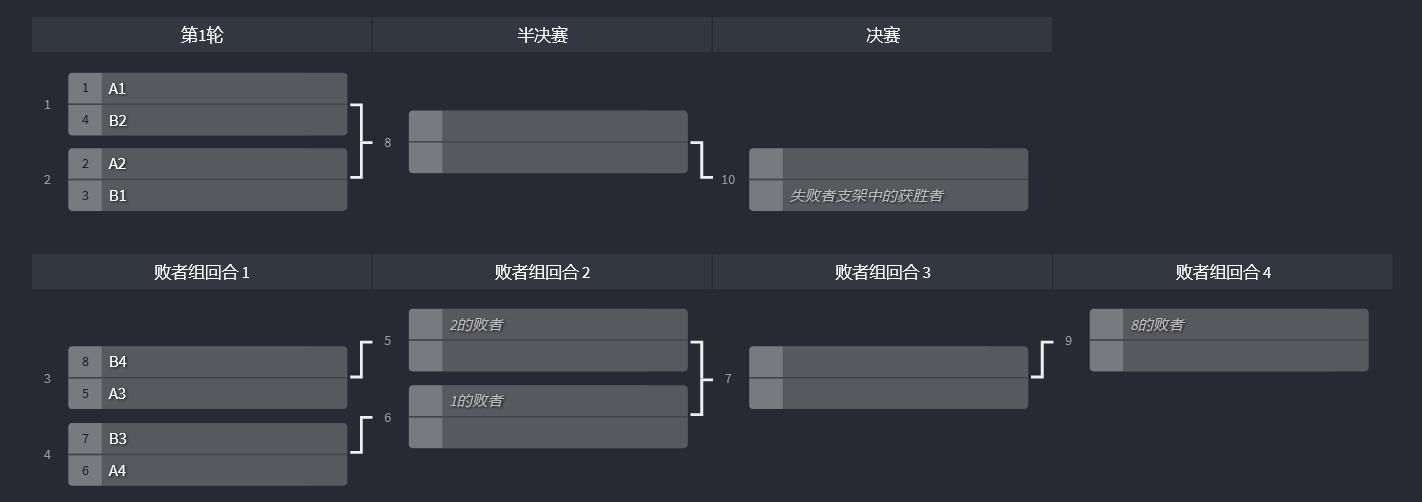 第1轮 半决赛 决赛
1 1 A1
4 B2
2 2 A2
3 B1
8
10 失败者支架中的获胜者
败者组回合 1 败者组回合 2 败者组回合 3 败者组回合 4
3 8 B4
5 A3
4 7 B3
6 A4
5 2的败者
6 1的败者
7
9 8的败者